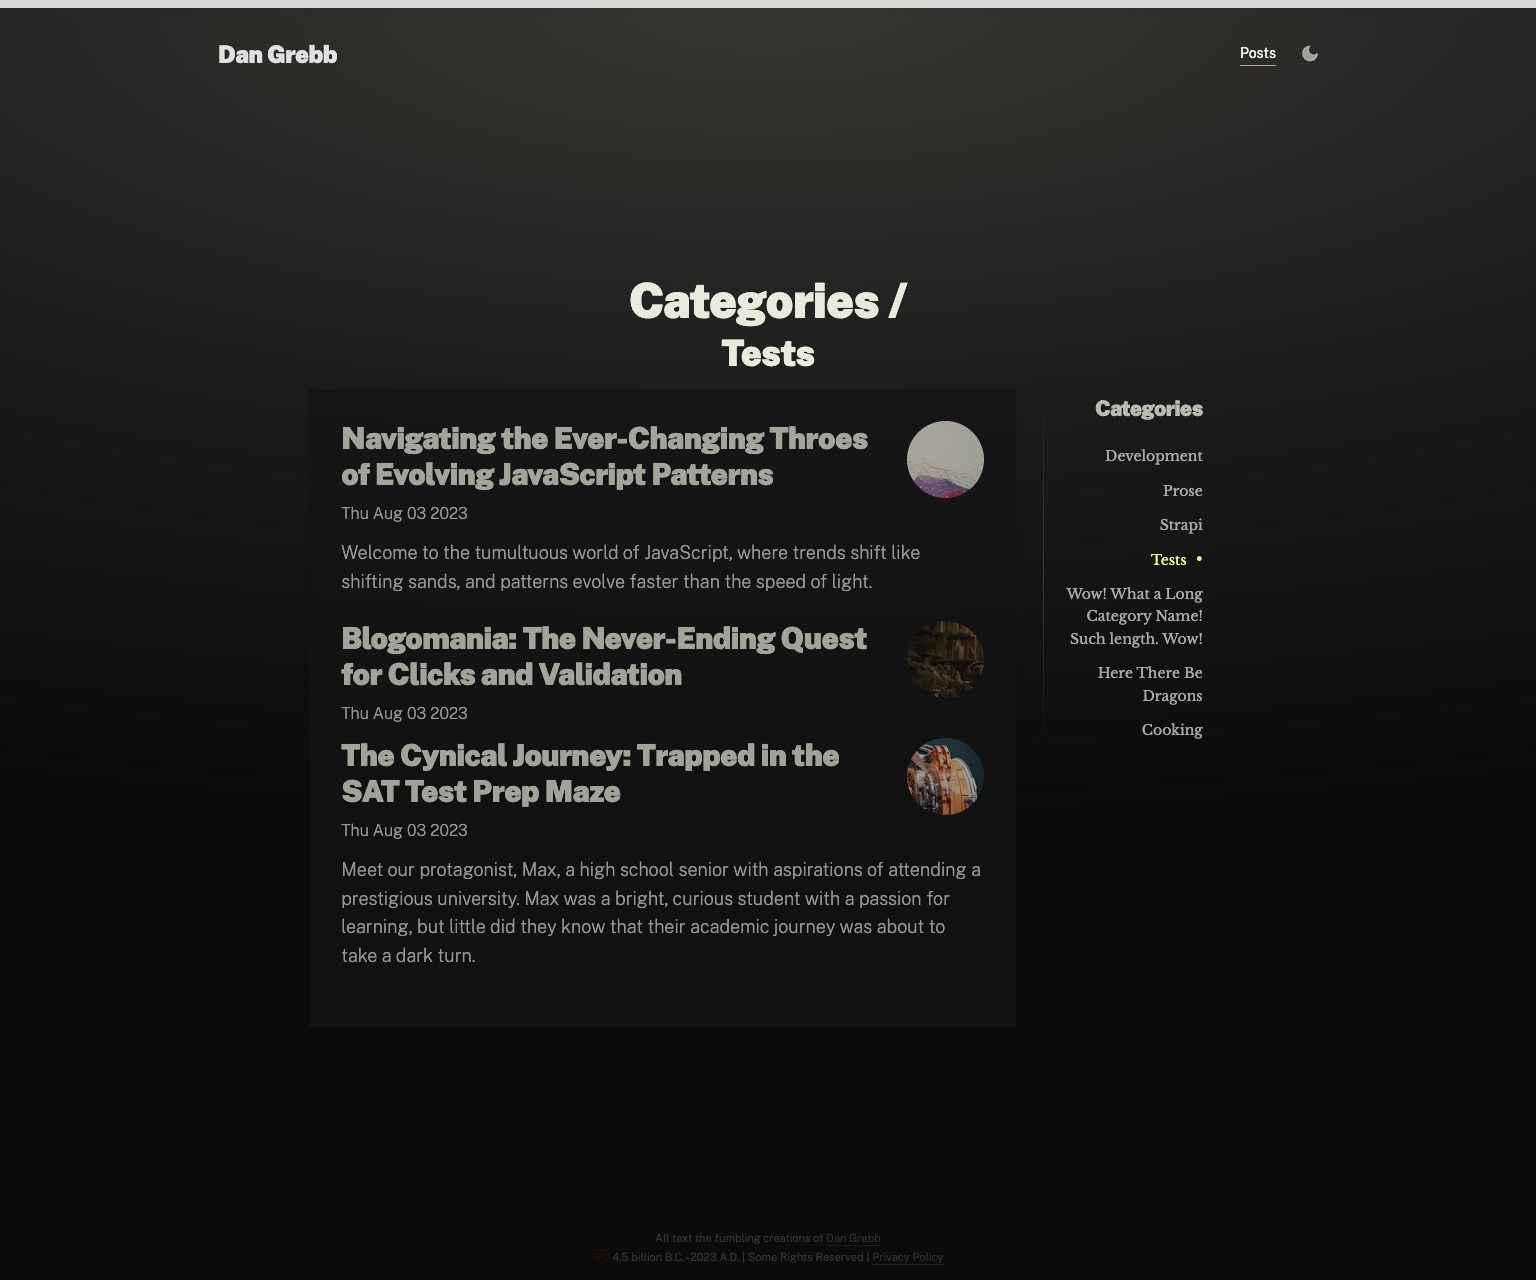 Dan Grebb
Posts
Categories /
Tests
Navigating the Ever-Changing Throes
of Evolving JavaScript Patterns
Thu Aug 03 2023
Welcome to the tumultuous world of JavaScript, where trends shift like
shifting sands, and patterns evolve faster than the speed of light.
Blogomania: The Never-Ending Quest
for Clicks and Validation
Thu Aug 03 2023
The Cynical Journey: Trapped in the
SAT Test Prep Maze
Thu Aug 03 2023
Meet our protagonist, Max, a high school senior with aspirations of attending a
prestigious university. Max was a bright, curious student with a passion for
learning, but little did they know that their academic journey was about to
take a dark turn.
Categories
Development
Prose
Strapi
Tests •
Wow! What a Long
Category Name!
Such length. Wow!
Here There Be
Dragons
Cooking
All text the fumbling creations of Dan Grebb
4.5 billion B.C.–2023 A.D. | Some Rights Reserved | Privacy Policy